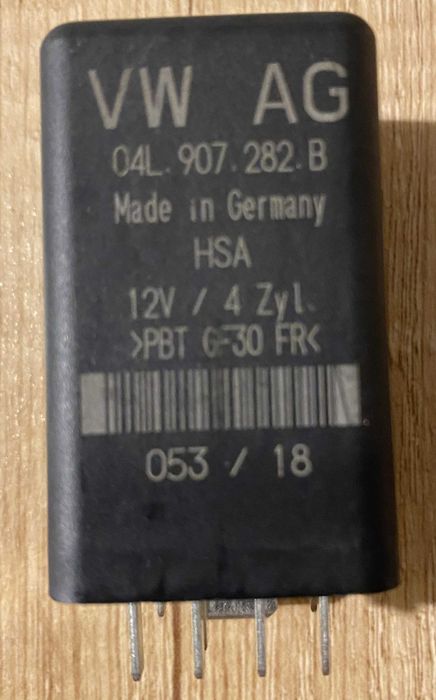 VW AG
04L.907.282.B
Made in Germany
HSA
12V / 4 Zyl.
>PBT GF30 FR<
053 / 18